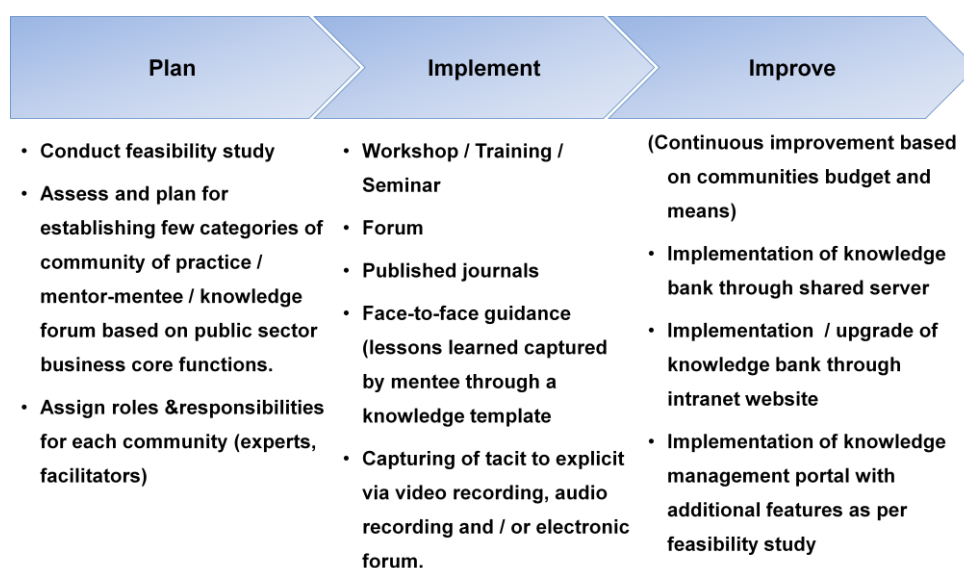 Plan
Implement
Improve
• Conduct feasibility study
• Assess and plan for
establishing few categories of
community of practice /
mentor-mentee / knowledge
forum based on public sector
business core functions.
• Assign roles &responsibilities
for each community (experts,
facilitators)
• Workshop / Training /
Seminar
• Forum
• Published journals
• Face-to-face guidance
(lessons learned captured
by mentee through a
knowledge template
• Capturing of tacit to explicit
via video recording, audio
recording and / or electronic
forum.
(Continuous improvement based
on communities budget and
means)
• Implementation of knowledge
bank through shared server
• Implementation / upgrade of
knowledge bank through
intranet website
• Implementation of knowledge
management portal with
additional features as per
feasibility study